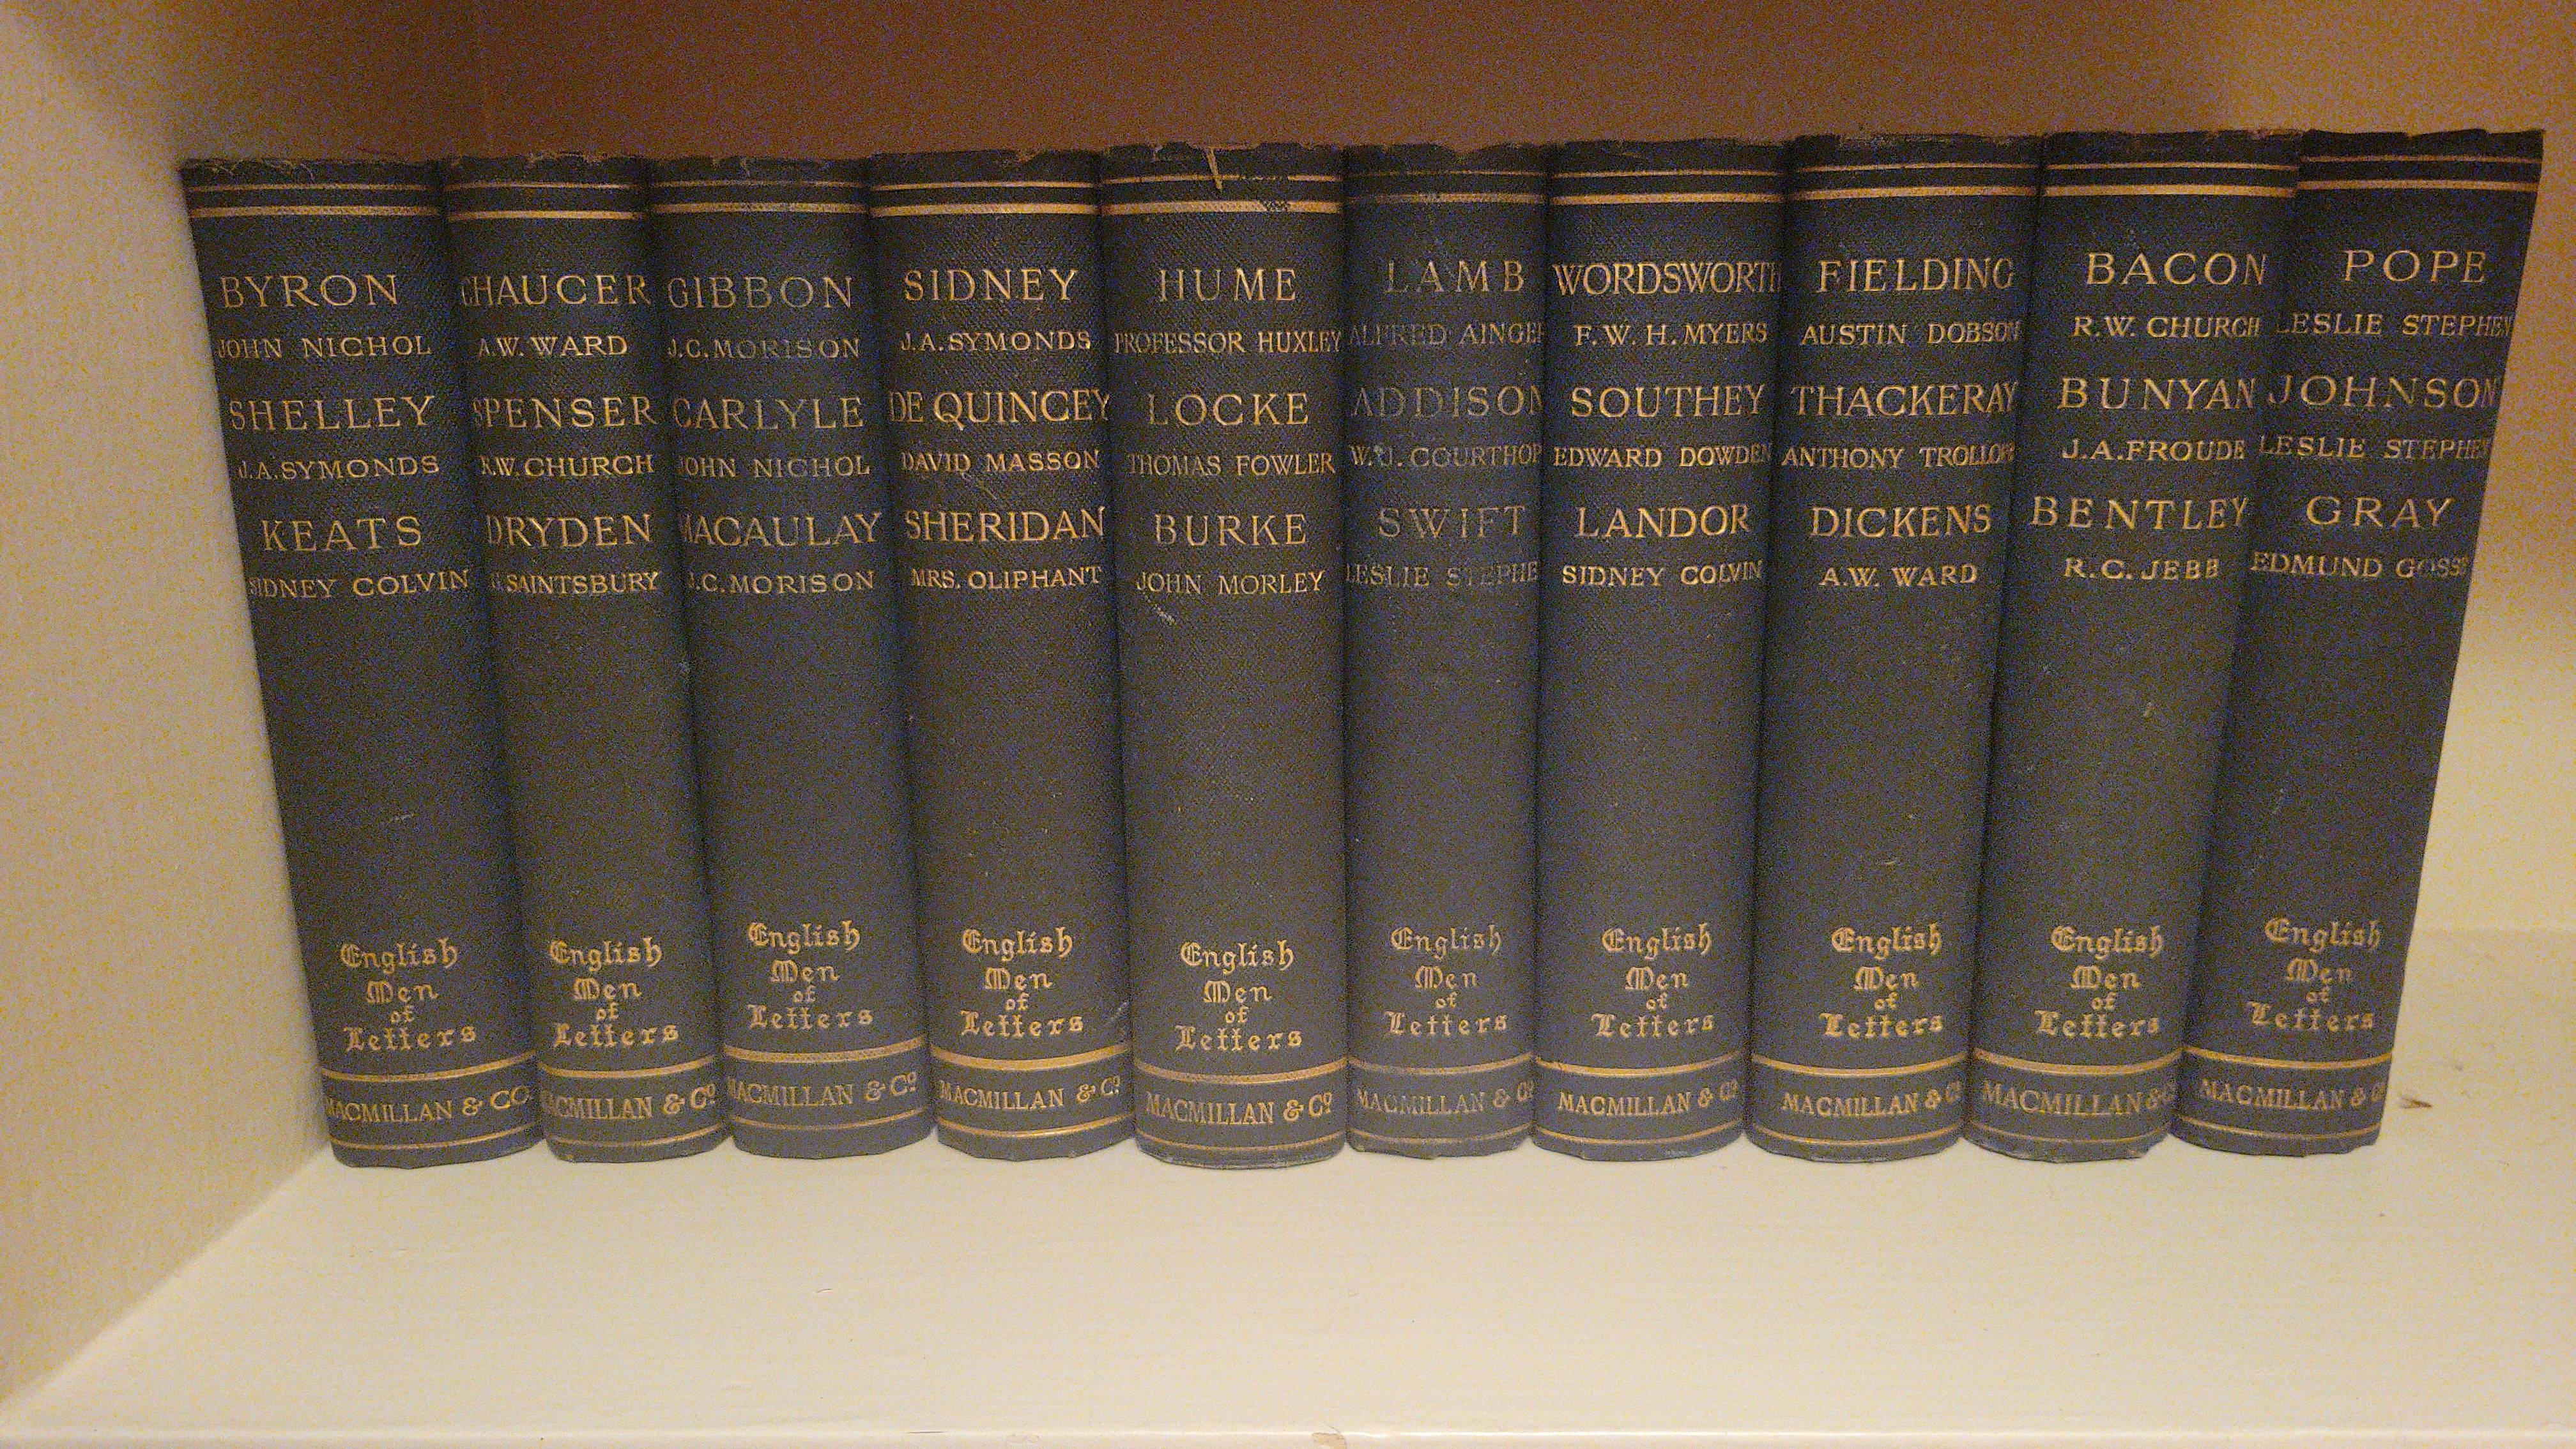 BYRON
JOHN NICHOL
SHELLEY
J.A.SYMONDS
KEATS
SIDNEY COLVIN
English
Men
of
Letters
MACMILLAN & CO.
CHAUCER
A.W. WARD
SPENSER
R.W. CHURCH
DRYDEN
G. SAINTSBURY
English
Men
of
Letters
MACMILLAN & Co
GIBBON
J.C. MORISON
CARLYLE
JOHN NICHOL
MACAULAY
J.C. MORISON
English
Men
of
Letters
MACMILLAN & Co
SIDNEY
J.A.SYMONDS
DE QUINCEY
DAVID MASSON
SHERIDAN
MRS. OLIPHANT
English
Men
of
Letters
MACMILLAN & Co
HUME
PROFESSOR HUXLEY
LOCKE
THOMAS FOWLER
BURKE
JOHN MORLEY
English
Men
of
Letters
MACMILLAN & Co
LAMB
ALFRED AINGER
ADDISON
W.J. COURTHOP
SWIFT
LESLIE STEPHE
English
Men
of
Letters
MACMILLAN & Co
WORDSWORTH
F. W. H. MYERS
SOUTHEY
EDWARD DOWDEN
LANDOR
SIDNEY COLVIN
English
Men
of
Letters
MACMILLAN & Co
FIELDING
AUSTIN DOBSON
THACKERAY
ANTHONY TROLLOPE
DICKENS
A.W. WARD
English
Men
of
Letters
MACMILLAN & Co
BACON
R.W. CHURCH
BUNYAN
J.A.FROUDE
BENTLEY
R.C. JEBB
English
Men
of
Letters
MACMILLAN & Co
POPE
LESLIE STEPHEN
JOHNSON
LESLIE STEPHEN
GRAY
EDMUND GOSSE
English
Men
of
Letters
MACMILLAN & Co